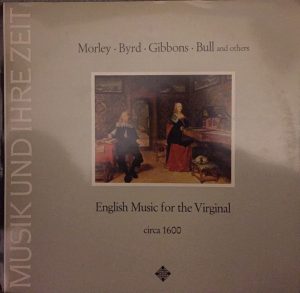 MUSIK UND IHRE ZEIT
Morley · Byrd · Gibbons · Bull and others
English Music for the Virginal
circa 1600